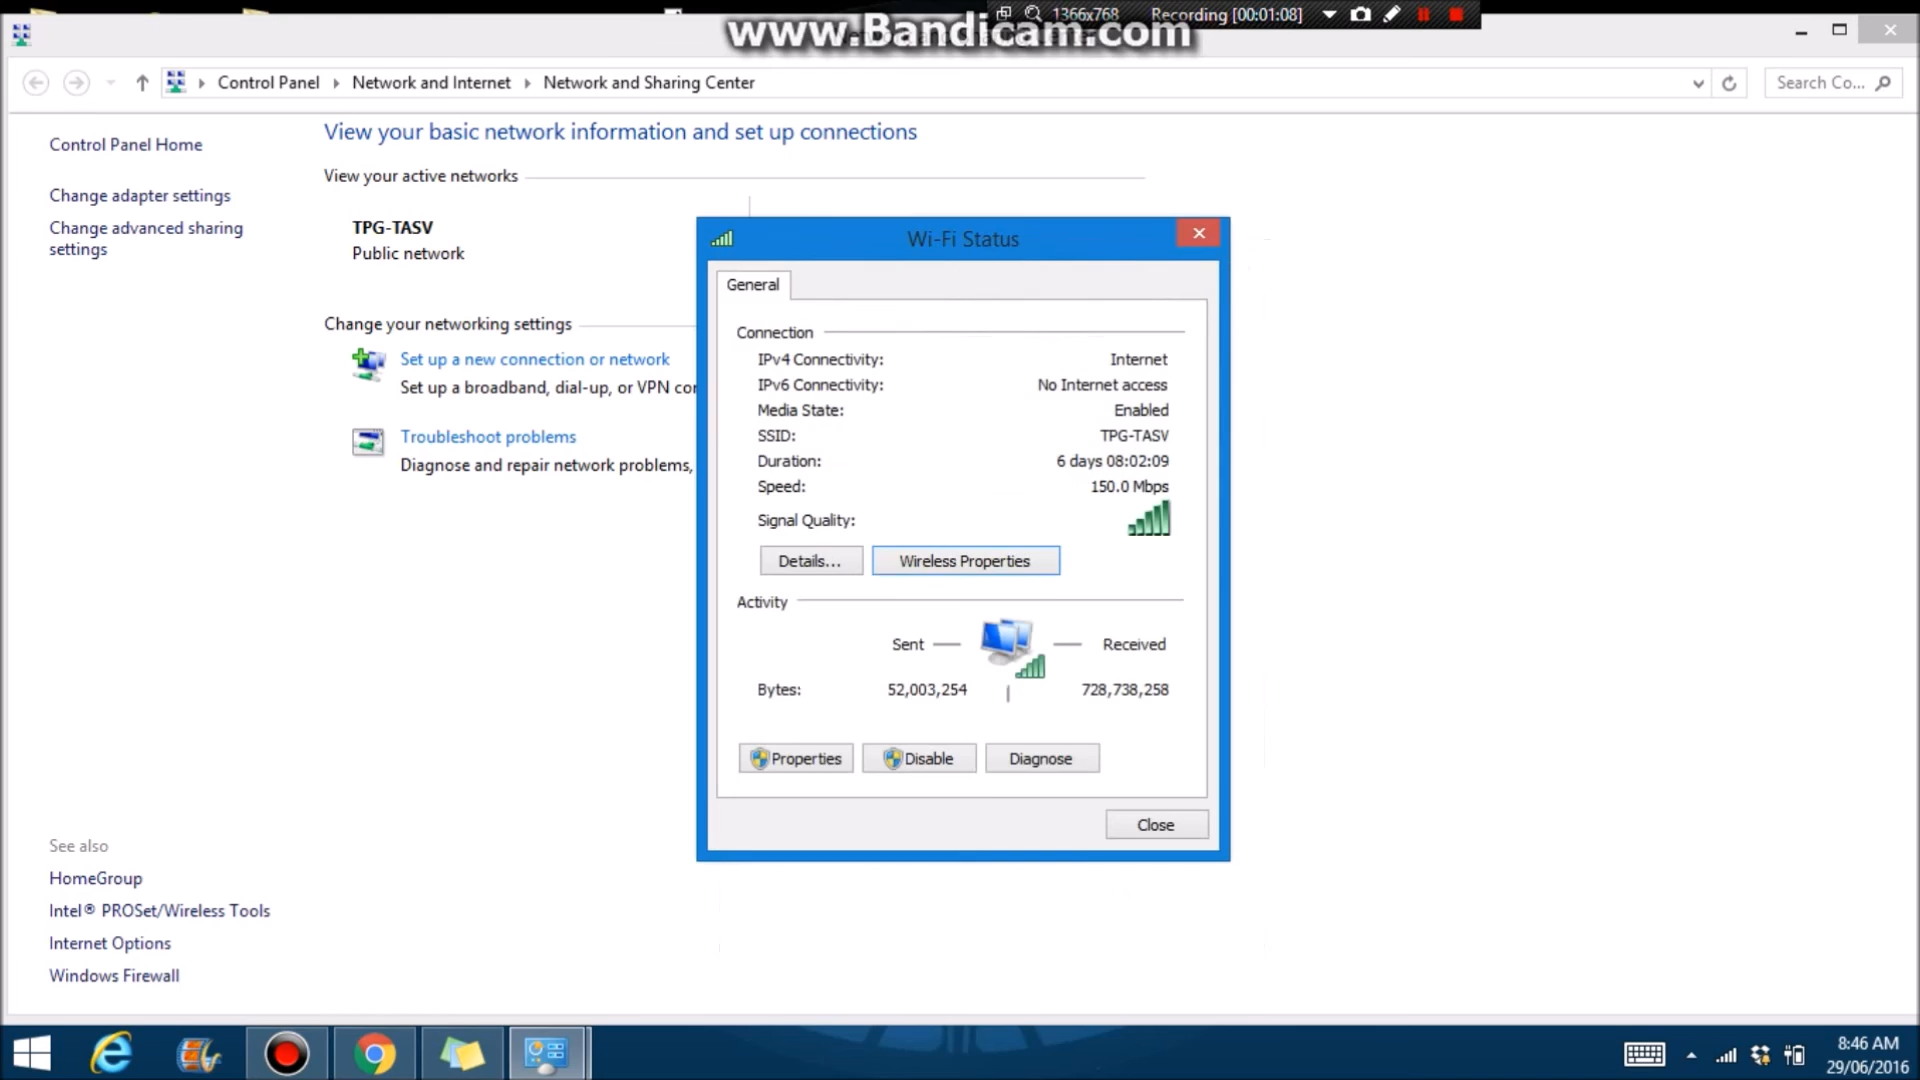 1366x768 Recording [00:01:08]
www.Bandicam.com
Control Panel Network and Internet Network and Sharing Center
Search Co...
Control Panel Home
Change adapter settings
Change advanced sharing
settings
View your basic network information and set up connections
View your active networks
TPG-TASV
Public network
Change your networking settings
Set up a new connection or network
Set up a broadband, dial-up, or VPN cor
Troubleshoot problems
Diagnose and repair network problems,
Wi-Fi Status
General
Connection
IPv4 Connectivity: Internet
IPv6 Connectivity: No Internet access
Media State: Enabled
SSID: TPG-TASV
Duration: 6 days 08:02:09
Speed: 150.0 Mbps
Signal Quality:
Details... Wireless Properties
Activity
Sent Received
Bytes: 52,003,254 728,738,258
Properties Disable Diagnose
Close
See also
HomeGroup
Intel® PROSet/Wireless Tools
Internet Options
Windows Firewall
8:46 AM
29/06/2016